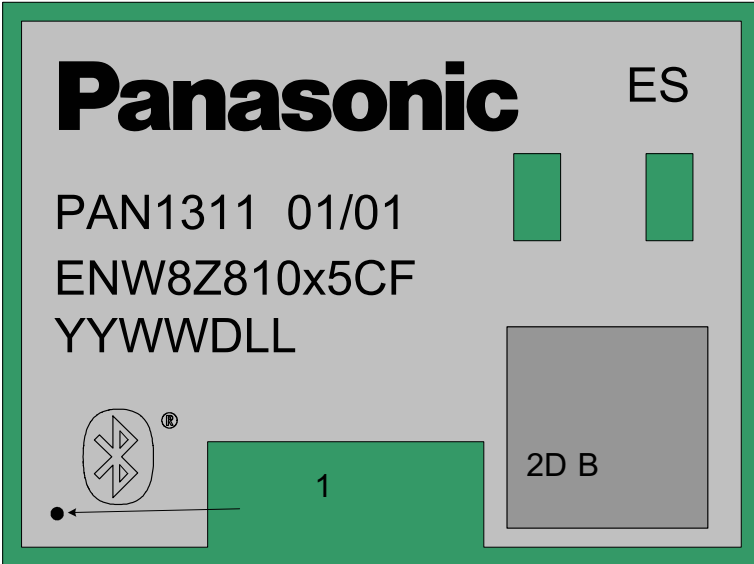 Panasonic ES
PAN1311 01/01
ENW8Z810x5CF
YYWWDLL
®
1
2D B